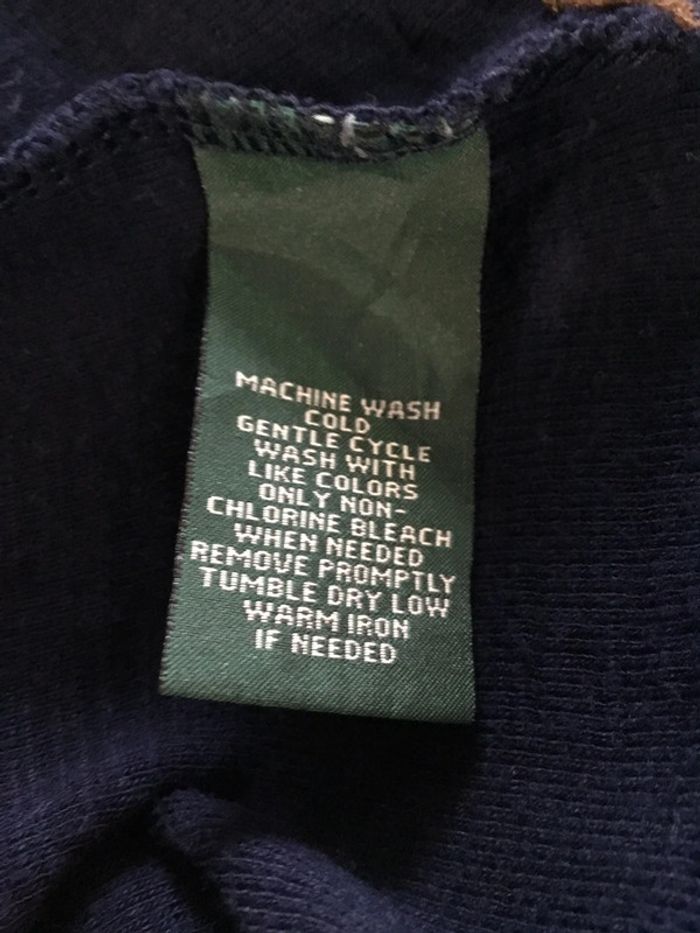 MACHINE WASH
COLD
GENTLE CYCLE
WASH WITH
LIKE COLORS
ONLY NON-
CHLORINE BLEACH
WHEN NEEDED
REMOVE PROMPTLY
TUMBLE DRY LOW
WARM IRON
IF NEEDED